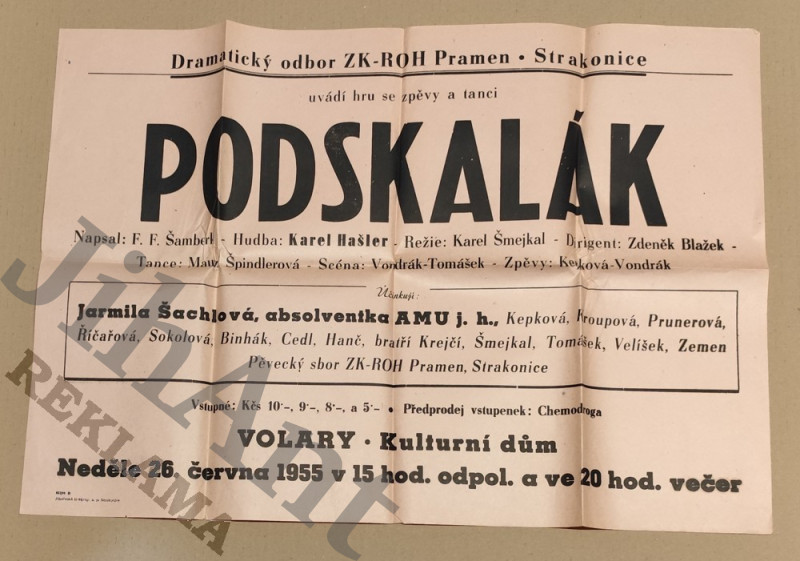 Dramatický odbor ZK-ROH Pramen • Strakonice
uvádí hru se zpěvy a tanci
PODSKALÁK
Napsal: F. F. Šamberk - Hudba: Karel Hašler - Režie: Karel Šmejkal - Dirigent: Zdeněk Blažek -
Tance: Špindlerová - Scéna: Vondrák-Tomášek - Zpěvy: Kepková-Vondrák
Účinkují:
Jarmila Šachlová, absolventka AMU j. h., Kepková, Kroupová, Prunerová,
Říčařová, Sokolová, Binhák, Cedl, Hanč, bratří Krejčí, Šmejkal, Tomášek, Velíšek, Zemen
Pěvecký sbor ZK-ROH Pramen, Strakonice
Vstupné: Kčs 10·-, 9·-, 8·-, a 5·- • Předprodej vstupenek: Chemodroga
VOLARY • Kulturní dům
Neděle 26. června 1955 v 15 hod. odpol. a ve 20 hod. večer
JihAnt
REKLAMA